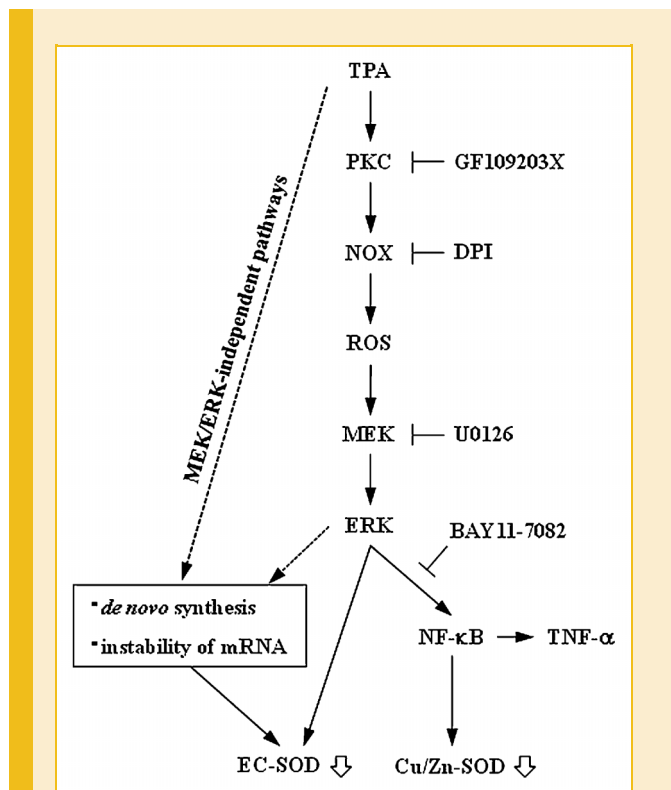 TPA
PKC GF109203X
NOX DPI
ROS
MEK/ERK-independent pathways
MEK U0126
ERK
BAY11-7082
▪de novo synthesis
▪instability of mRNA
NF-κB TNF-α
EC-SOD Cu/Zn-SOD